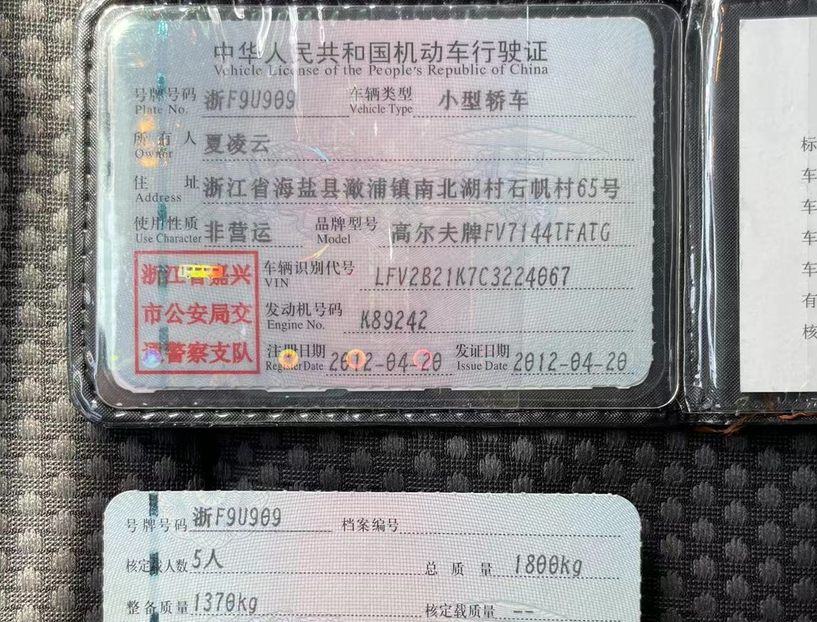 中华人民共和国机动车行驶证
Vehicle License of the People's Republic of China
号牌号码 浙F9U909 车辆类型 小型轿车
Plate No. Vehicle Type
所有人 夏凌云
Owner
住址 浙江省海盐县澉浦镇南北湖村石帆村65号
Address
使用性质 非营运 品牌型号 高尔夫牌FV7144TFATG
Use Character Model
浙江省嘉兴 车辆识别代号 LFV2B21K7C3224067
VIN
市公安局交 发动机号码 K89242
Engine No.
通警察支队 注册日期 2012-04-20 发证日期 2012-04-20
Register Date Issue Date
号牌号码 浙F9U909 档案编号
核定载人数 5人 总质量 1800kg
整备质量 1370kg 核定载质量 --
标
车
车
车
车
有
核